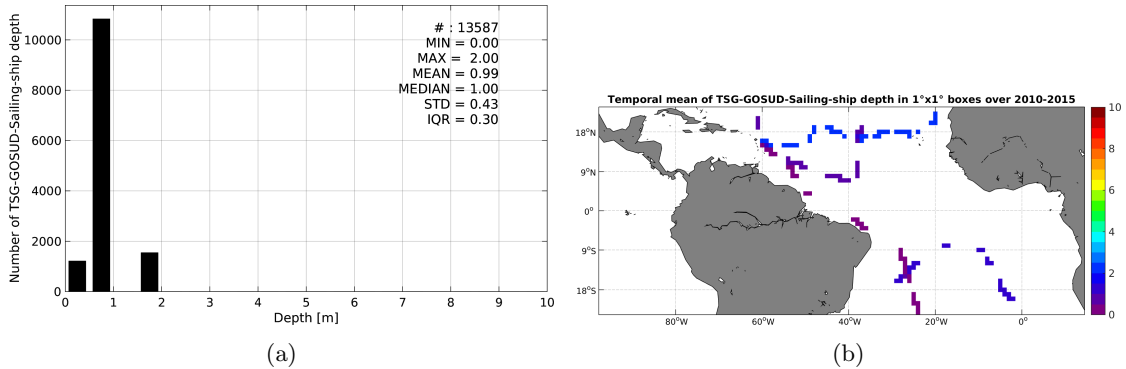 Number of TSG-GOSUD-Sailing-ship depth
10000
8000
6000
4000
2000
0
0 1 2 3 4 5 6 7 8 9 10
Depth [m]
# : 13587
MIN = 0.00
MAX = 2.00
MEAN = 0.99
MEDIAN = 1.00
STD = 0.43
IQR = 0.30
(a)
Temporal mean of TSG-GOSUD-Sailing-ship depth in 1°x1° boxes over 2010-2015
18°N
9°N
0°
9°S
18°S
80°W 60°W 40°W 20°W 0°
10
8
6
4
2
0
(b)